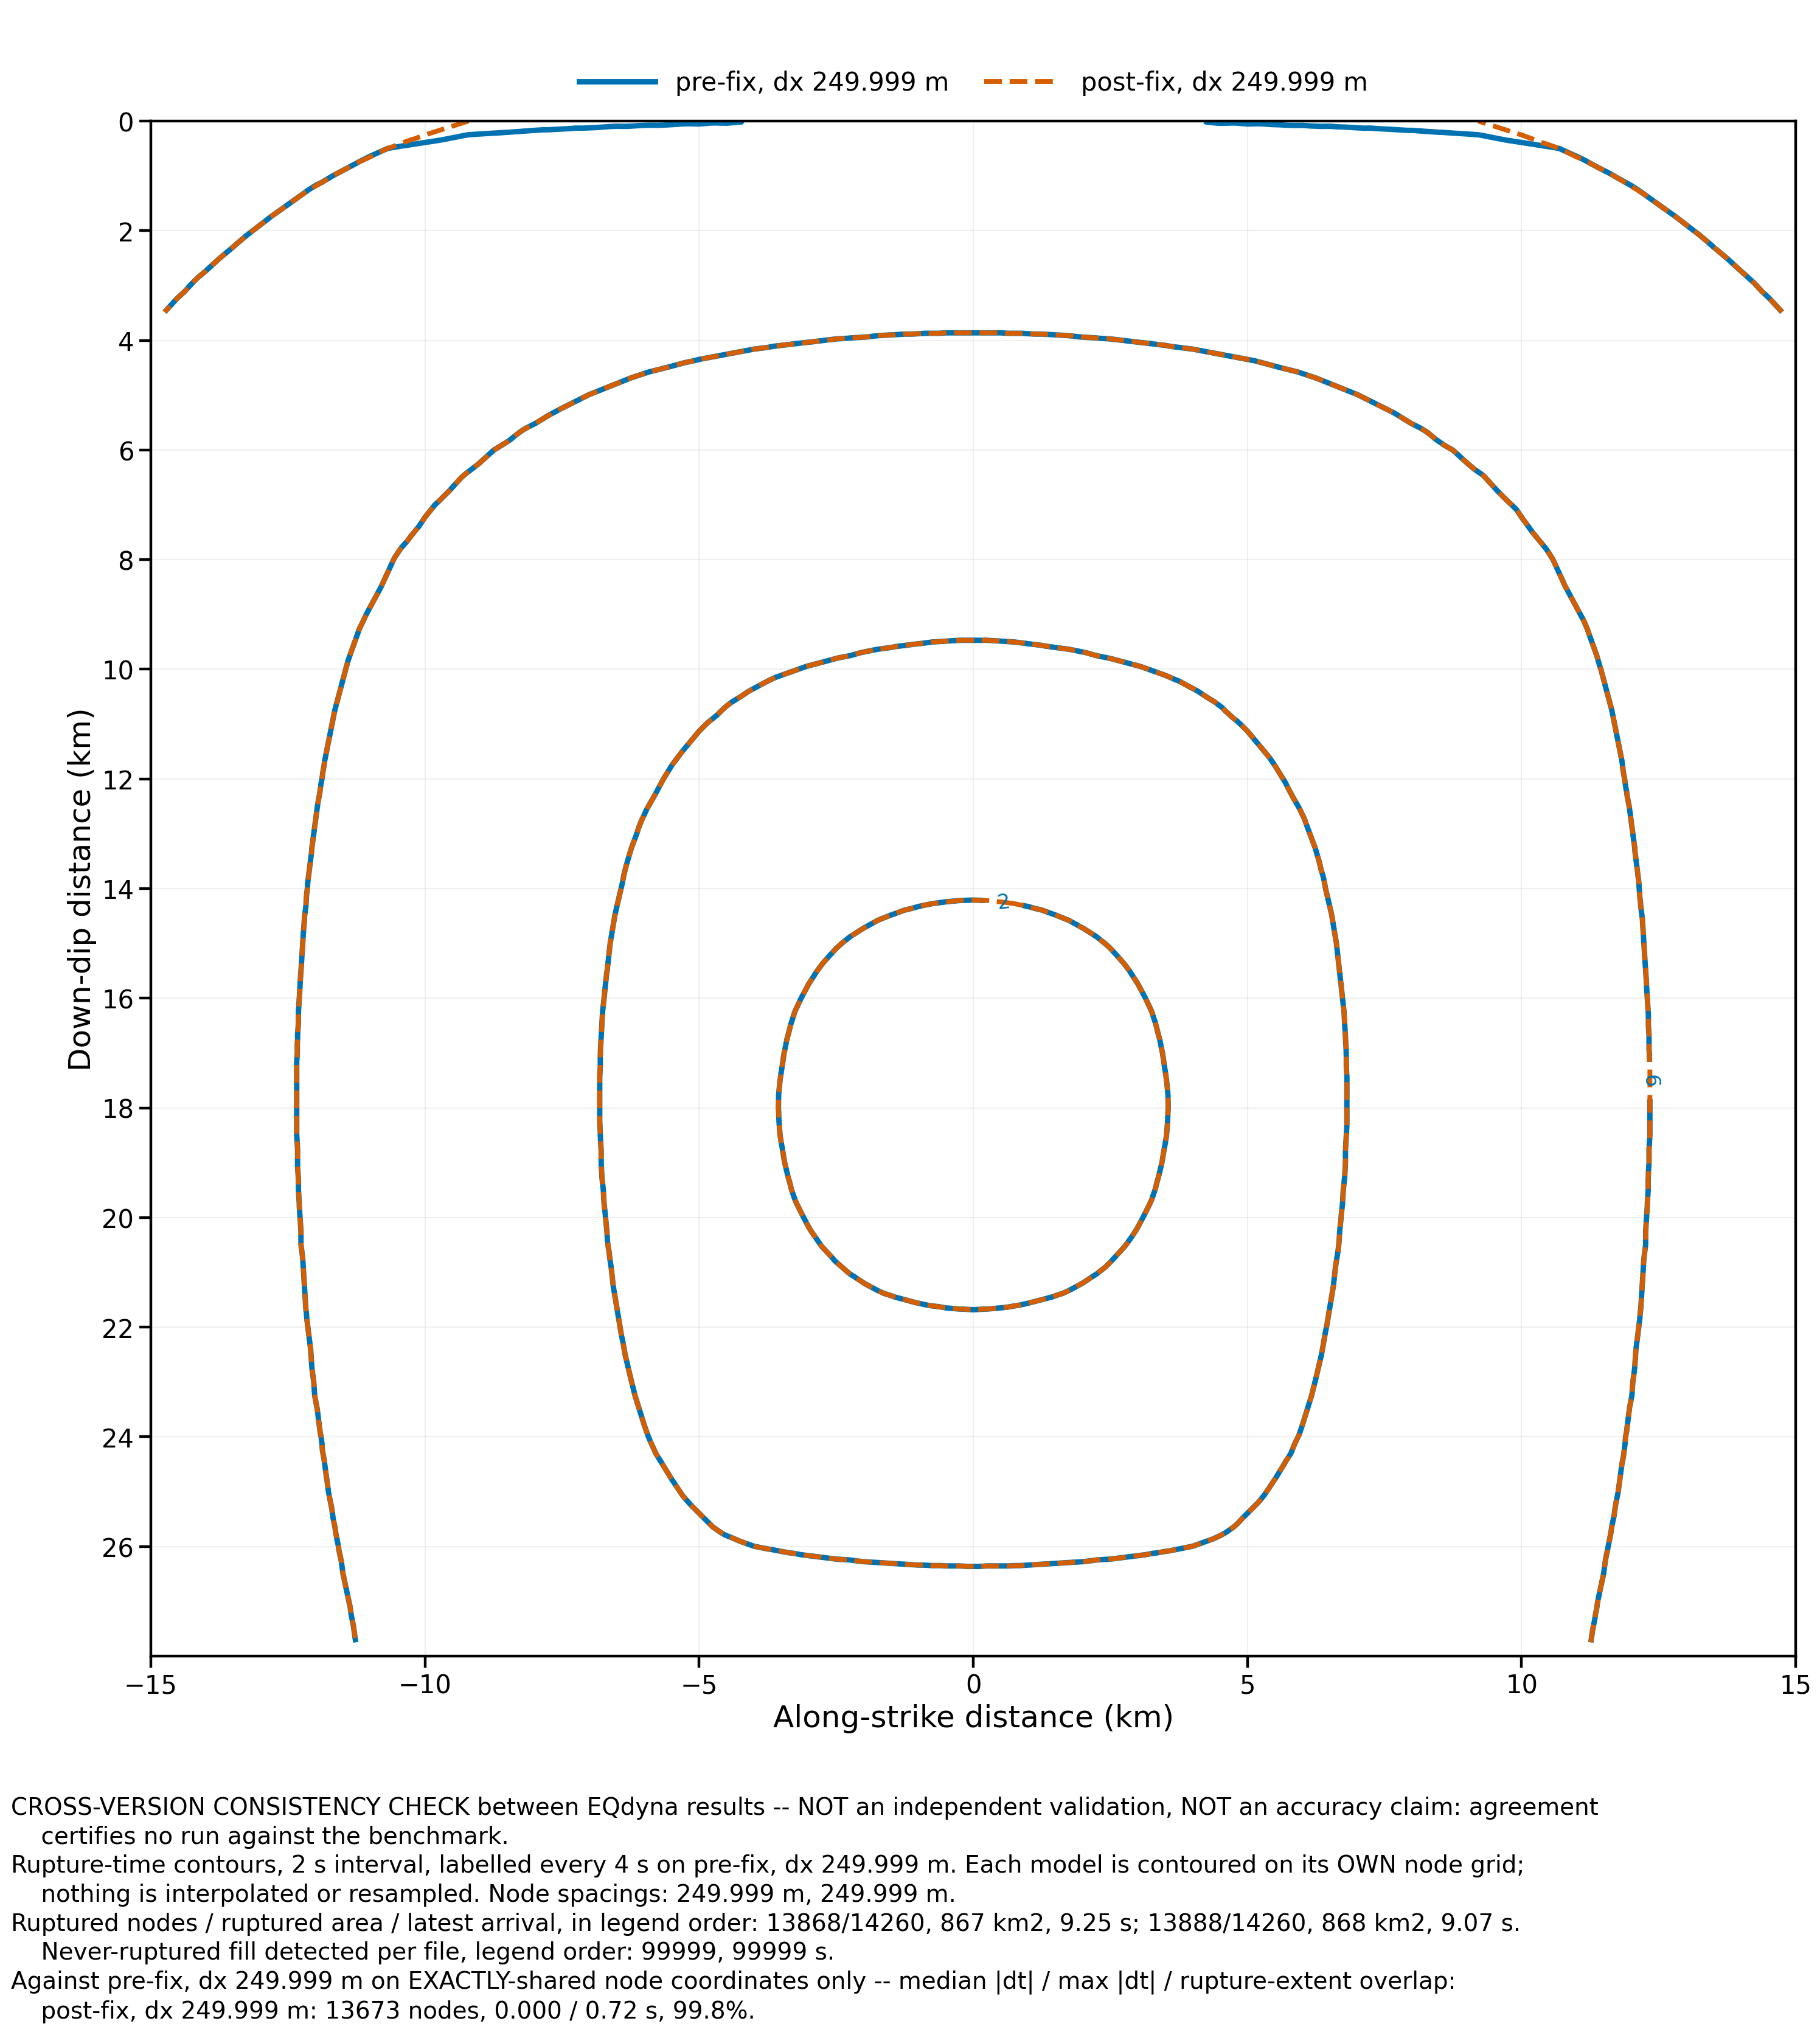 pre-fix, dx 249.999 m
post-fix, dx 249.999 m
0
2
4
6
8
10
12
14
16
18
20
22
24
26
Down-dip distance (km)
2
6
−15
−10
−5
0
5
10
15
Along-strike distance (km)
CROSS-VERSION CONSISTENCY CHECK between EQdyna results -- NOT an independent validation, NOT an accuracy claim: agreement
certifies no run against the benchmark.
Rupture-time contours, 2 s interval, labelled every 4 s on pre-fix, dx 249.999 m. Each model is contoured on its OWN node grid;
nothing is interpolated or resampled. Node spacings: 249.999 m, 249.999 m.
Ruptured nodes / ruptured area / latest arrival, in legend order: 13868/14260, 867 km2, 9.25 s; 13888/14260, 868 km2, 9.07 s.
Never-ruptured fill detected per file, legend order: 99999, 99999 s.
Against pre-fix, dx 249.999 m on EXACTLY-shared node coordinates only -- median |dt| / max |dt| / rupture-extent overlap:
post-fix, dx 249.999 m: 13673 nodes, 0.000 / 0.72 s, 99.8%.